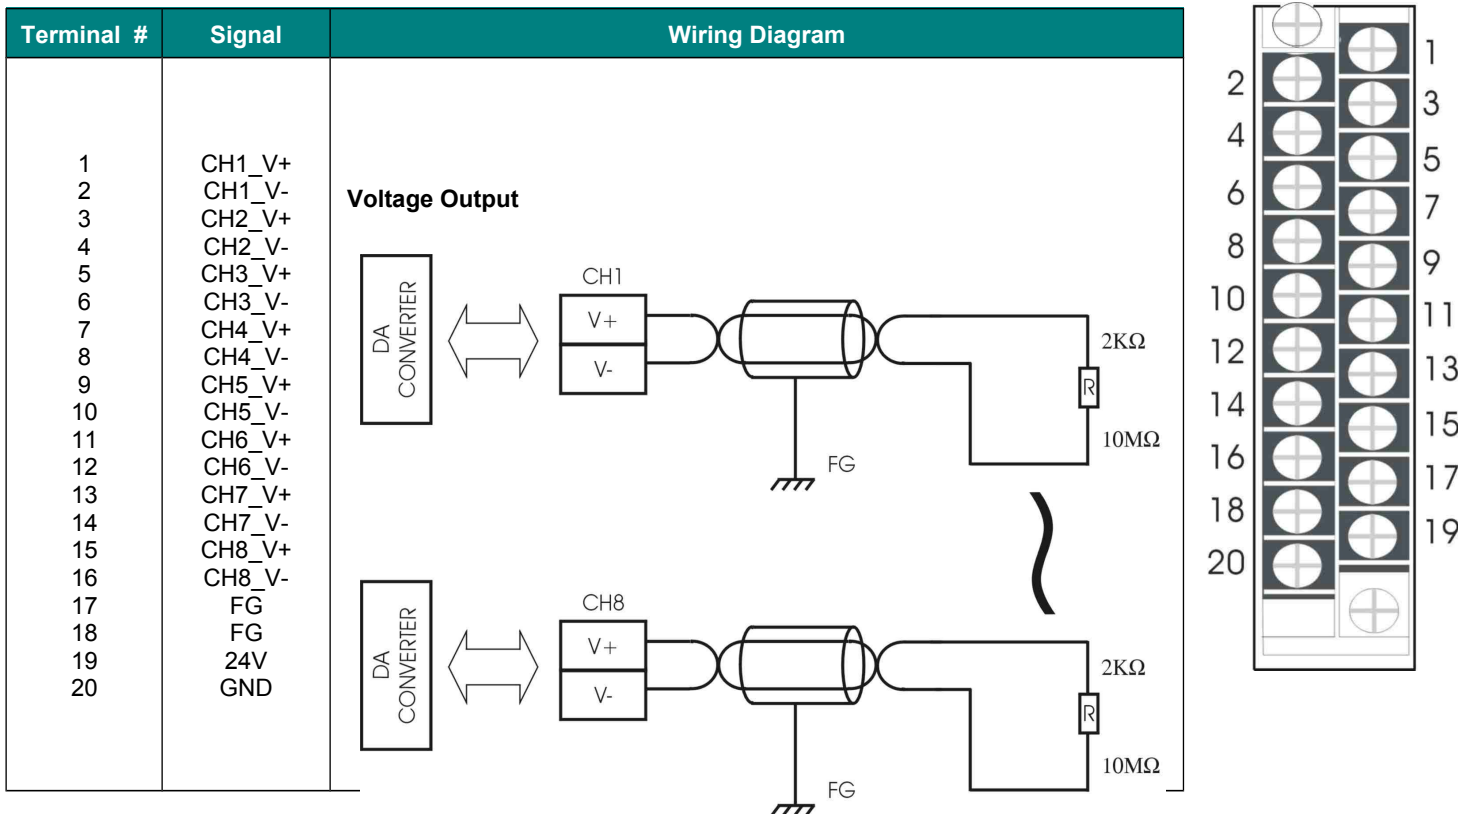 Terminal # Signal Wiring Diagram
1 CH1_V+
2 CH1_V-
3 CH2_V+
4 CH2_V-
5 CH3_V+
6 CH3_V-
7 CH4_V+
8 CH4_V-
9 CH5_V+
10 CH5_V-
11 CH6_V+
12 CH6_V-
13 CH7_V+
14 CH7_V-
15 CH8_V+
16 CH8_V-
17 FG
18 FG
19 24V
20 GND
Voltage Output
DA
CONVERTER
CH1
V+
V-
2KΩ
R
10MΩ
FG
DA
CONVERTER
CH8
V+
V-
2KΩ
R
10MΩ
FG
1
2
3
4
5
6
7
8
9
10
11
12
13
14
15
16
17
18
19
20